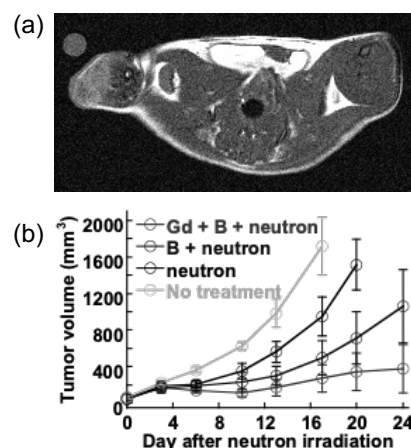 (a)
(b)
Tumor volume (mm³)
2000
1600
1200
800
400
0
Gd + B + neutron
B + neutron
neutron
No treatment
0 4 8 12 16 20 24
Day after neutron irradiation